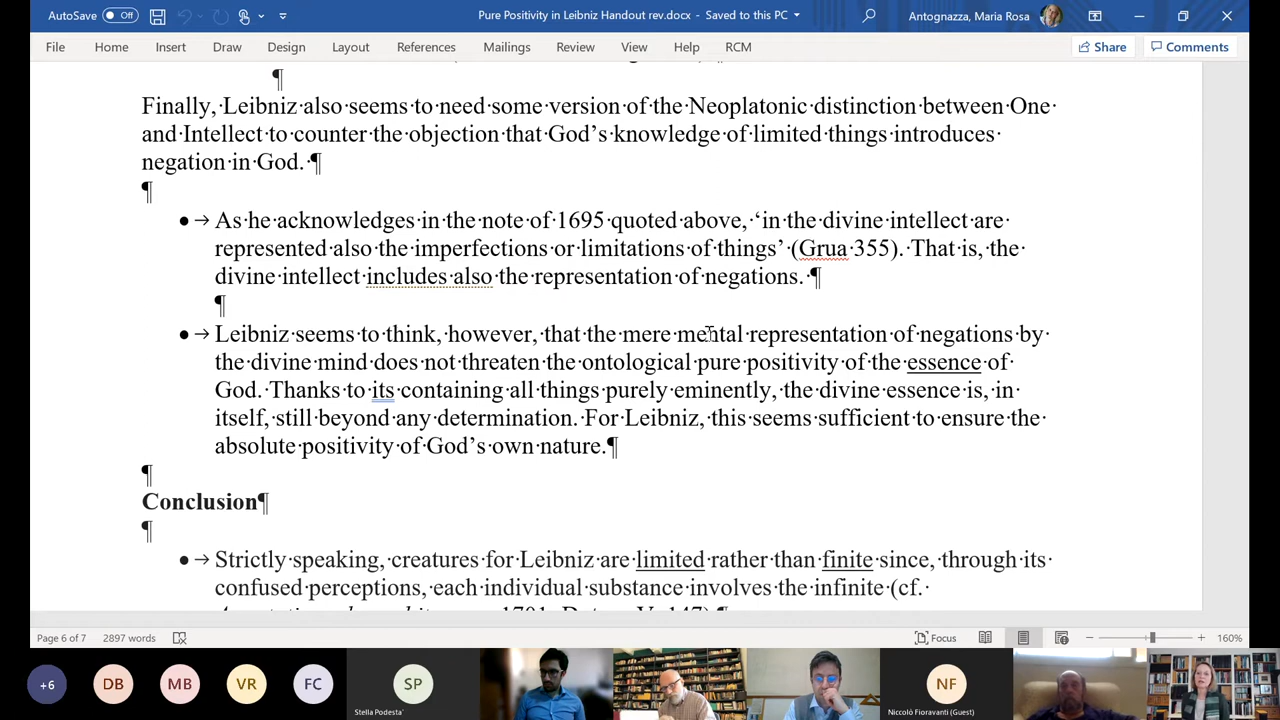 AutoSave Off Pure Positivity in Leibniz Handout rev.docx - Saved to this PC Antognazza, Maria Rosa
File Home Insert Draw Design Layout References Mailings Review View Help RCM Share Comments
¶
Finally, Leibniz also seems to need some version of the Neoplatonic distinction between One
and Intellect to counter the objection that God’s knowledge of limited things introduces
negation in God. ¶
¶
• → As he acknowledges in the note of 1695 quoted above, ‘in the divine intellect are
represented also the imperfections or limitations of things’ (Grua 355). That is, the
divine intellect includes also the representation of negations. ¶
¶
• → Leibniz seems to think, however, that the mere mental representation of negations by
the divine mind does not threaten the ontological pure positivity of the essence of
God. Thanks to its containing all things purely eminently, the divine essence is, in
itself, still beyond any determination. For Leibniz, this seems sufficient to ensure the
absolute positivity of God’s own nature.¶
¶
Conclusion¶
¶
• → Strictly speaking, creatures for Leibniz are limited rather than finite since, through its
confused perceptions, each individual substance involves the infinite (cf.
Page 6 of 7 2897 words Focus 160%
+6 DB MB VR FC SP NF
Stella Podesta' Niccolò Fioravanti (Guest)